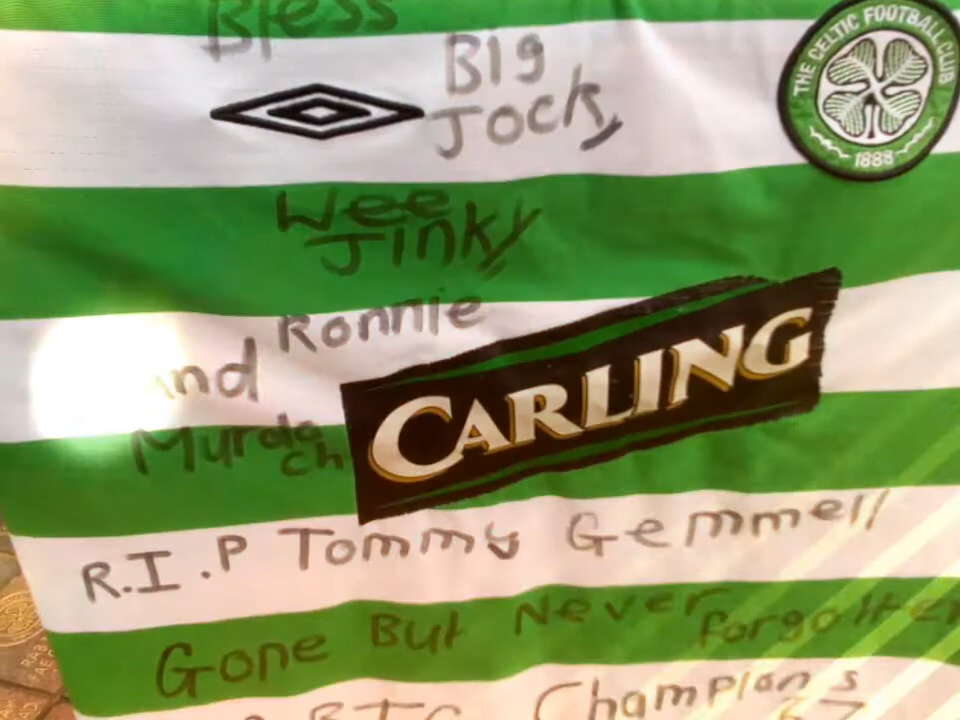 Bless
Big
Jock,
THE CELTIC FOOTBALL CLUB
1888
Wee
Jinky
Ronnie
and
Murdo
ch
CARLING
R.I.P Tommy Gemmell
Gone But Never forgotten
Champions
67